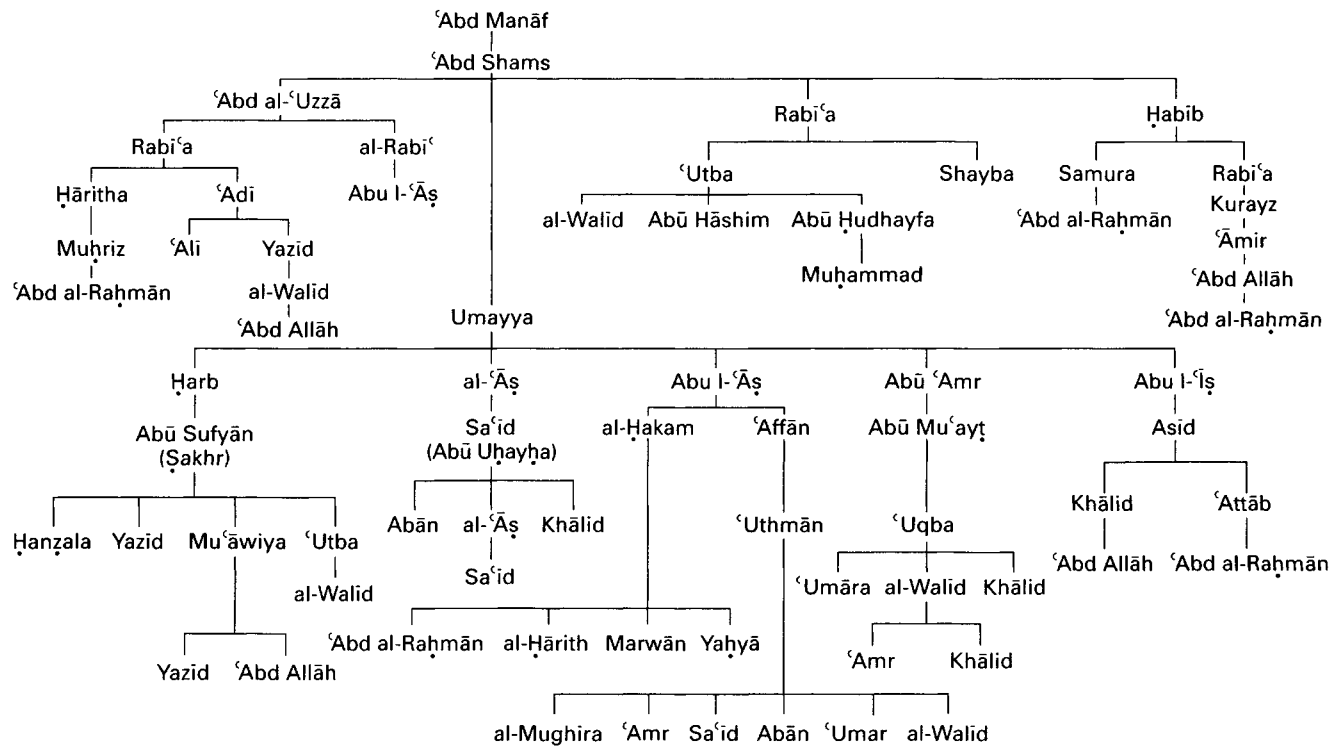 ʿAbd Manāf
ʿAbd Shams
ʿAbd al-ʿUzzā
Rabīʿa
Ḥabīb
Rabīʿa
al-Rabīʿ
ʿUtba
Shayba
Samura
Rabīʿa
Ḥāritha
ʿAdī
Abu l-ʿĀṣ
al-Walīd
Abū Hāshim
Abū Ḥudhayfa
ʿAbd al-Raḥmān
Kurayz
Muḥriz
ʿAlī
Yazīd
Muḥammad
ʿĀmir
ʿAbd al-Raḥmān
al-Walīd
ʿAbd Allāh
ʿAbd Allāh
Umayya
ʿAbd al-Raḥmān
Ḥarb
al-ʿĀṣ
Abu l-ʿĀṣ
Abū ʿAmr
Abu l-ʿĪṣ
Abū Sufyān
(Ṣakhr)
Saʿīd
(Abū Uḥayḥa)
al-Ḥakam
ʿAffān
Abū Muʿayṭ
Asīd
Abān
al-ʿĀṣ
Khālid
Khālid
ʿAttāb
Ḥanẓala
Yazīd
Muʿāwiya
ʿUtba
ʿUthmān
ʿUqba
al-Walīd
Saʿīd
ʿUmāra
al-Walīd
Khālid
ʿAbd Allāh
ʿAbd al-Raḥmān
Yazīd
ʿAbd Allāh
ʿAbd al-Raḥmān
al-Ḥārith
Marwān
Yaḥyā
ʿAmr
Khālid
al-Mughira
ʿAmr
Saʿīd
Abān
ʿUmar
al-Walīd